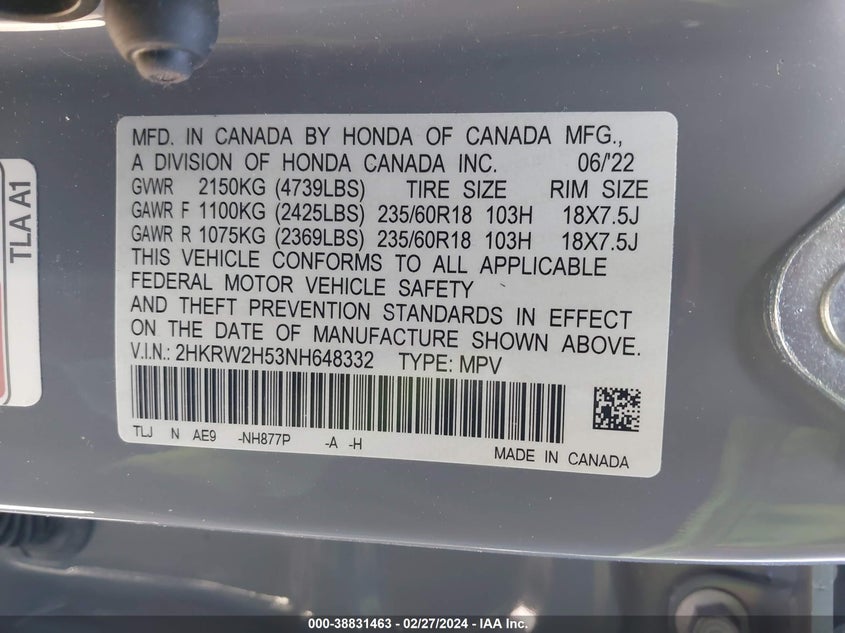 MFD. IN CANADA BY HONDA OF CANADA MFG.,
A DIVISION OF HONDA CANADA INC. 06/'22
GVWR 2150KG (4739LBS) TIRE SIZE RIM SIZE
GAWR F 1100KG (2425LBS) 235/60R18 103H 18X7.5J
GAWR R 1075KG (2369LBS) 235/60R18 103H 18X7.5J
THIS VEHICLE CONFORMS TO ALL APPLICABLE
FEDERAL MOTOR VEHICLE SAFETY
AND THEFT PREVENTION STANDARDS IN EFFECT
ON THE DATE OF MANUFACTURE SHOWN ABOVE.
V.I.N.: 2HKRW2H53NH648332 TYPE: MPV
TLJ N AE9 -NH877P -A -H
MADE IN CANADA
TLA A1
000-38831463 - 02/27/2024 - IAA Inc.